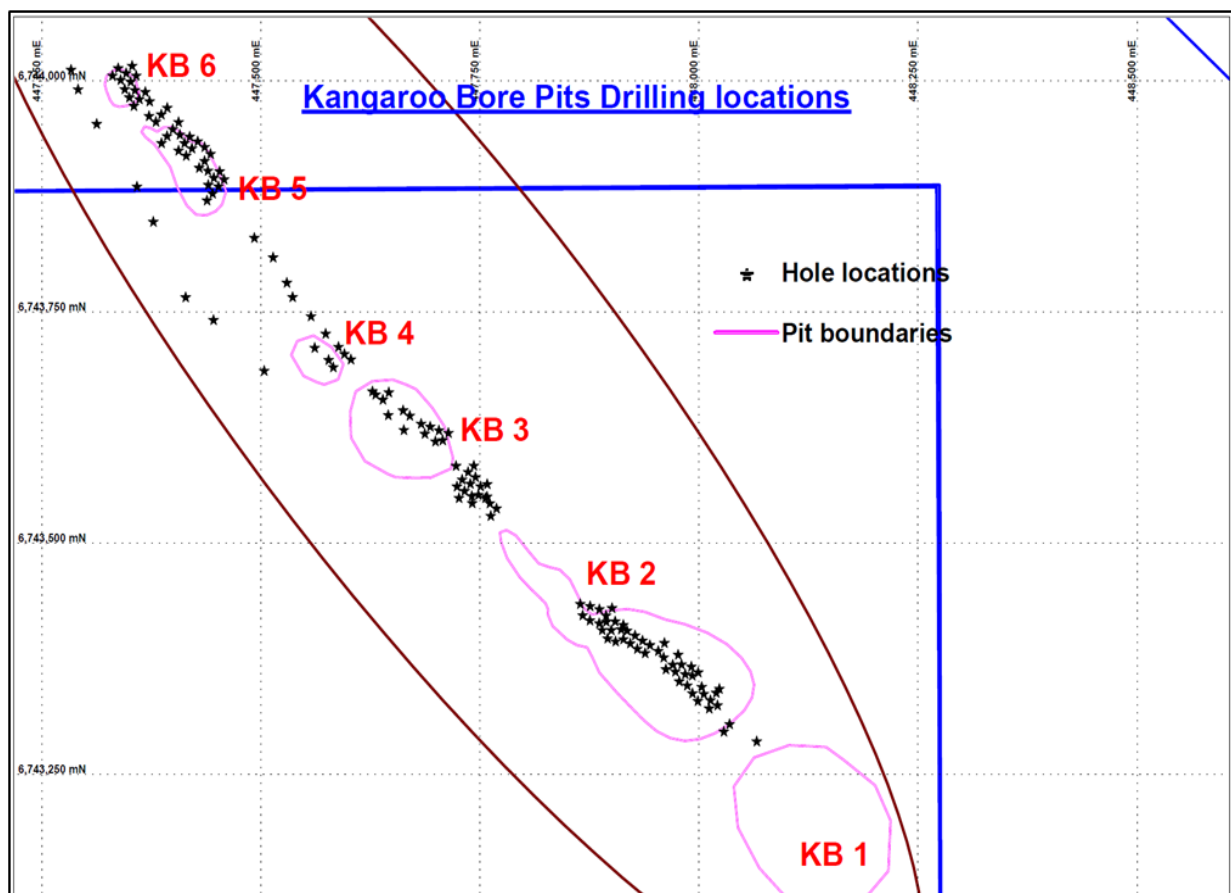 447,250 mE
447,500 mE
447,750 mE
448,000 mE
448,250 mE
448,500 mE
KB 6
6,744,000 mN
Kangaroo Bore Pits Drilling locations
KB 5
Hole locations
6,743,750 mN
KB 4
Pit boundaries
KB 3
6,743,500 mN
KB 2
6,743,250 mN
KB 1